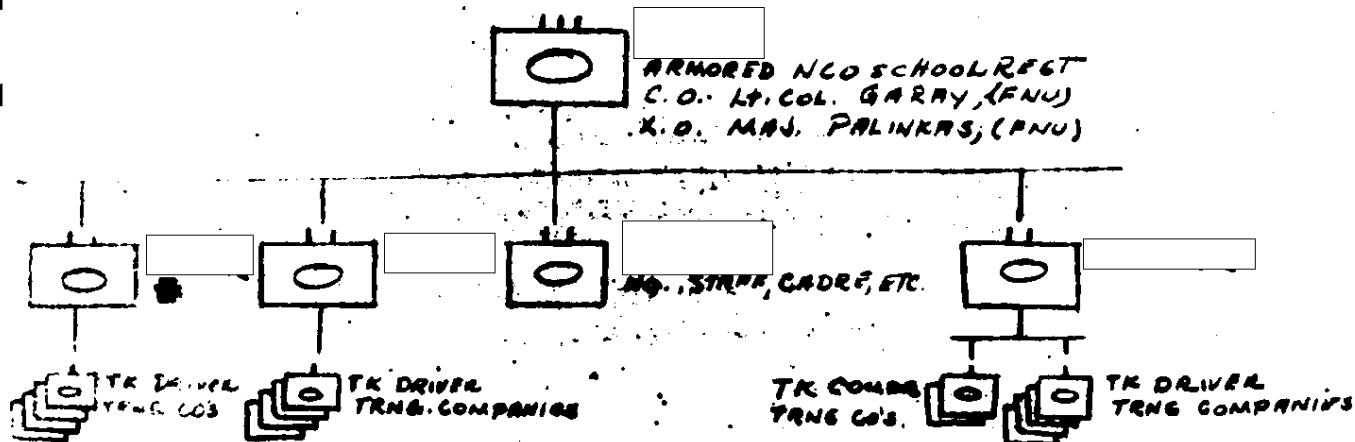 ARMORED NCO SCHOOL REGT
C.O. Lt. COL. GARAY, (FNU)
X.O. MAJ. PALINKAS, (FNU)
HQ., STAFF, CADRE, ETC.
TK DRIVER
TRNG CO'S
TK DRIVER
TRNG. COMPANIES
TK COMDR
TRNG CO'S.
TK DRIVER
TRNG COMPANIES